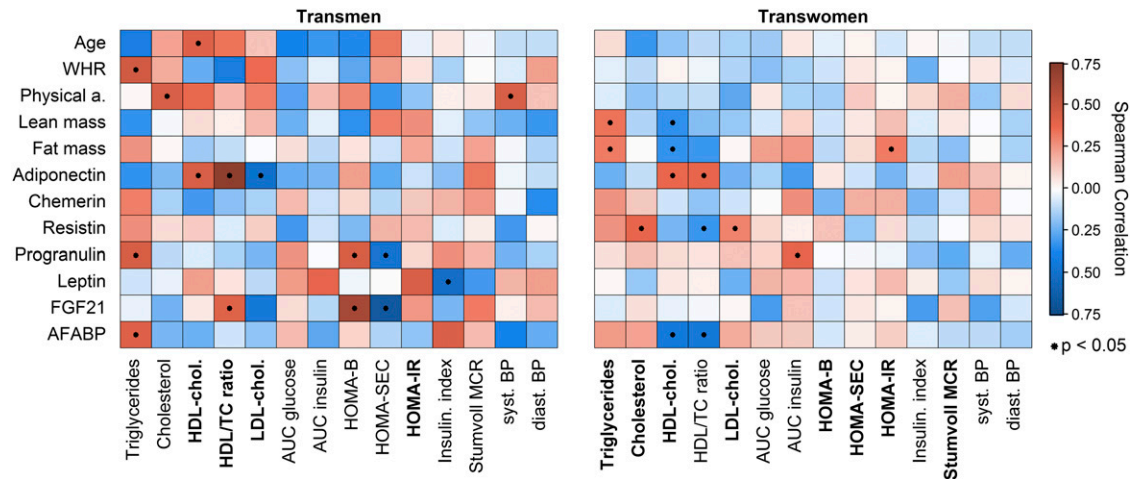 Transmen
Transwomen
Age
WHR
Physical a.
Lean mass
Fat mass
Adiponectin
Chemerin
Resistin
Progranulin
Leptin
FGF21
AFABP
Triglycerides
Cholesterol
HDL-chol.
HDL/TC ratio
LDL-chol.
AUC glucose
AUC insulin
HOMA-B
HOMA-SEC
HOMA-IR
Insulin. index
Stumvoll MCR
syst. BP
diast. BP
Triglycerides
Cholesterol
HDL-chol.
HDL/TC ratio
LDL-chol.
AUC glucose
AUC insulin
HOMA-B
HOMA-SEC
HOMA-IR
Insulin. index
Stumvoll MCR
syst. BP
diast. BP
0.75
0.50
0.25
0.00
0.25
0.50
0.75
Spearman Correlation
p < 0.05